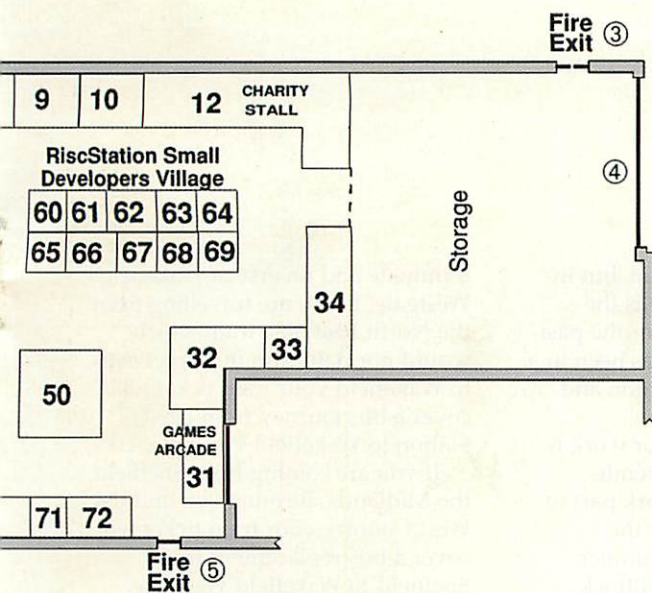 Fire
Exit ③
9 10 12 CHARITY
STALL
④
RiscStation Small
Developers Village
60 61 62 63 64
65 66 67 68 69
Storage
34
33
32
50
GAMES
ARCADE
31
71 72
Fire
Exit ⑤